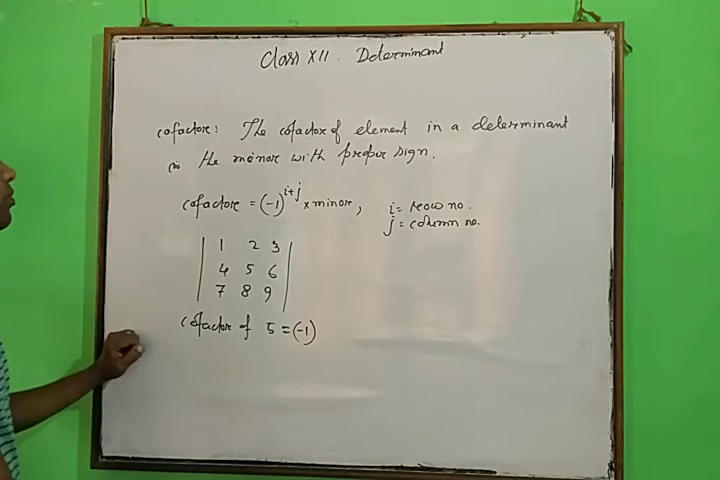 Class XII. Determinant
cofactor: The cofactor of element in a determinant
is the minor with proper sign.
cofactor = (-1)^{i+j} x minor, i = row no.
j = column no.
1 2 3
4 5 6
7 8 9
cofactor of 5 = (-1)